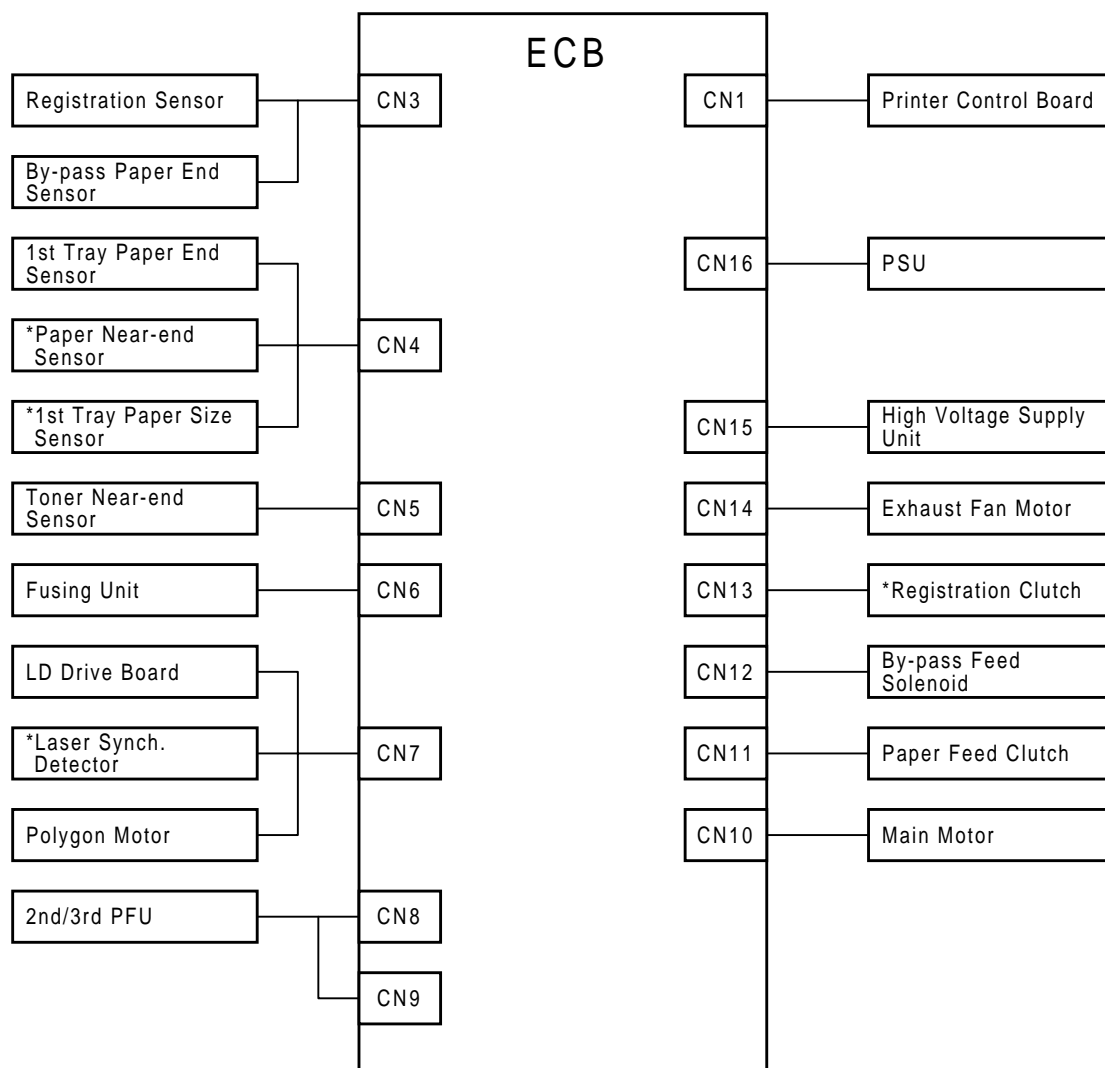 ECB
Registration Sensor
CN3
CN1
Printer Control Board
By-pass Paper End
Sensor
1st Tray Paper End
Sensor
CN16
PSU
*Paper Near-end
Sensor
CN4
*1st Tray Paper Size
Sensor
CN15
High Voltage Supply
Unit
Toner Near-end
Sensor
CN5
CN14
Exhaust Fan Motor
Fusing Unit
CN6
CN13
*Registration Clutch
LD Drive Board
CN12
By-pass Feed
Solenoid
*Laser Synch.
Detector
CN7
CN11
Paper Feed Clutch
Polygon Motor
CN10
Main Motor
2nd/3rd PFU
CN8
CN9